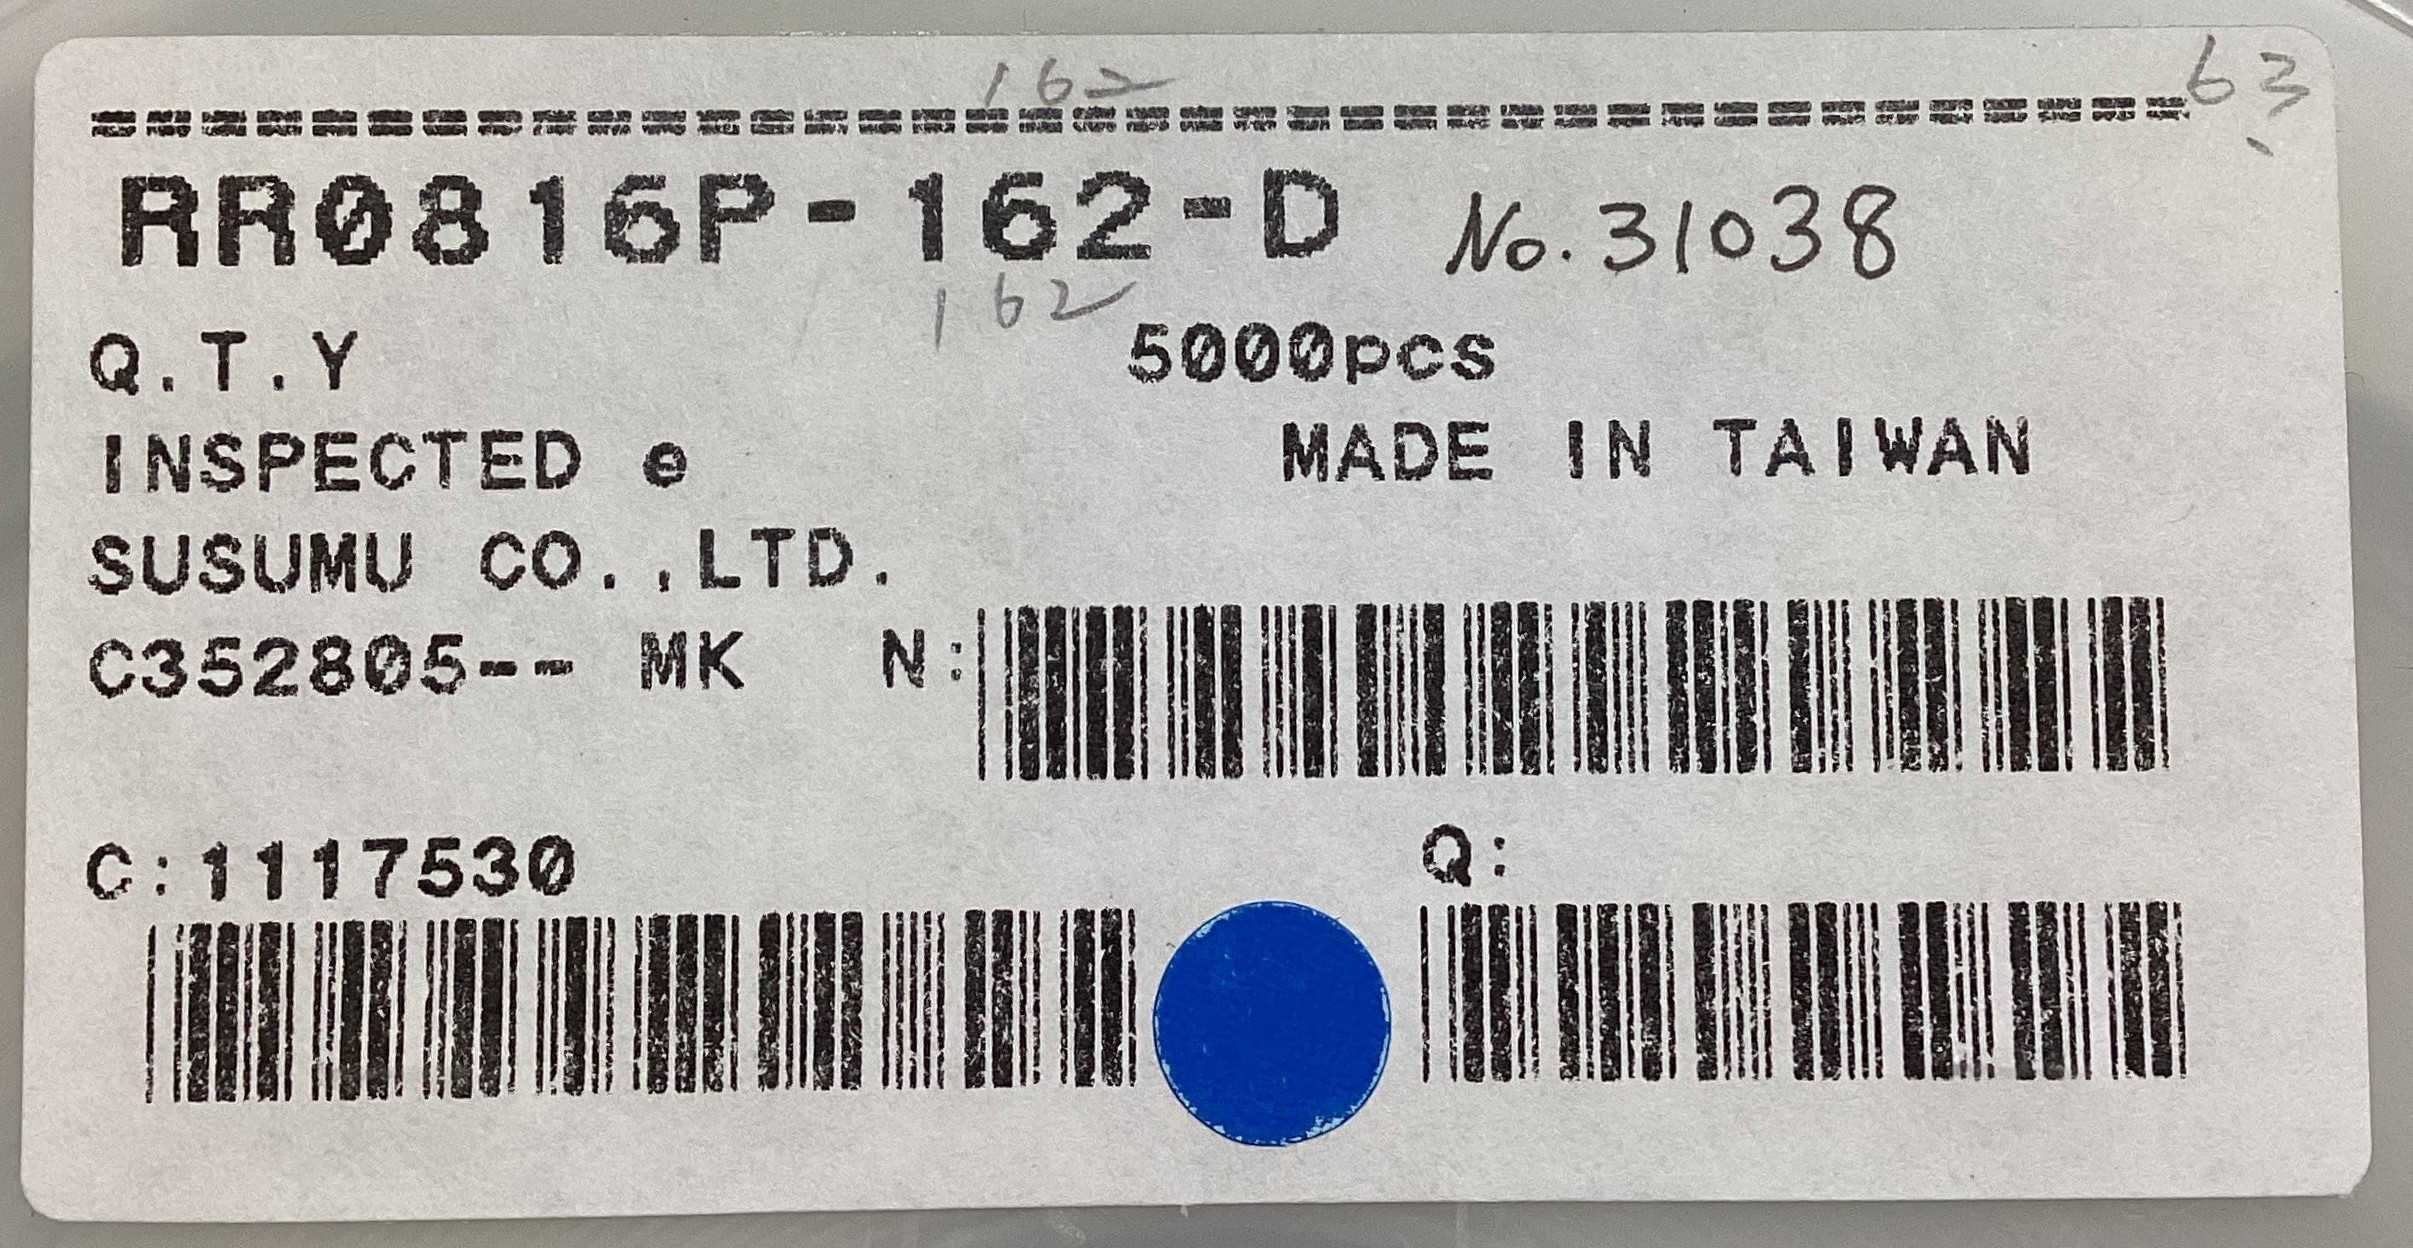 162
63
RR0816P-162-D No. 31038
162
Q.T.Y 5000pcs
INSPECTED e MADE IN TAIWAN
SUSUMU CO.,LTD.
C352805-- MK N:
C:1117530 Q: